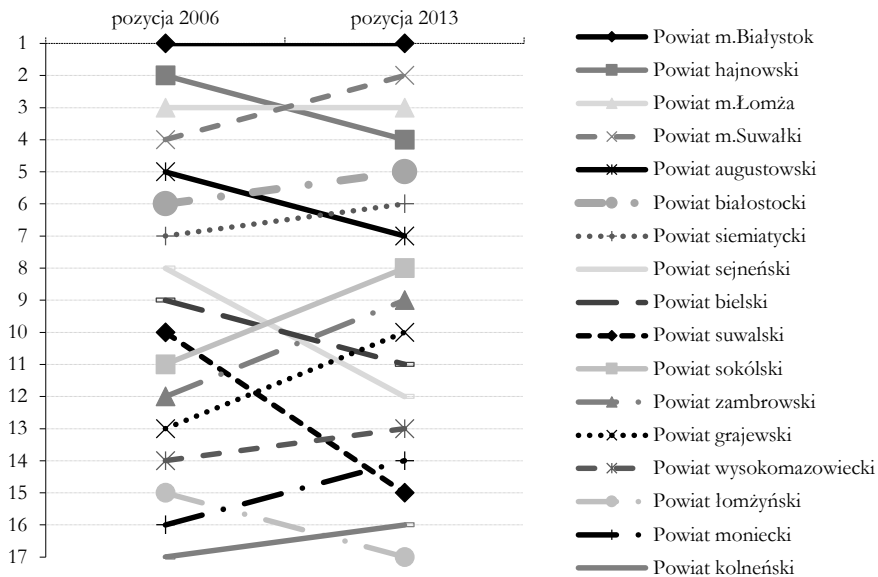 pozycja 2006 pozycja 2013
1
2
3
4
5
6
7
8
9
10
11
12
13
14
15
16
17
Powiat m.Białystok
Powiat hajnowski
Powiat m.Łomża
Powiat m.Suwałki
Powiat augustowski
Powiat białostocki
Powiat siemiatycki
Powiat sejneński
Powiat bielski
Powiat suwalski
Powiat sokólski
Powiat zambrowski
Powiat grajewski
Powiat wysokomazowiecki
Powiat łomżyński
Powiat moniecki
Powiat kolneński